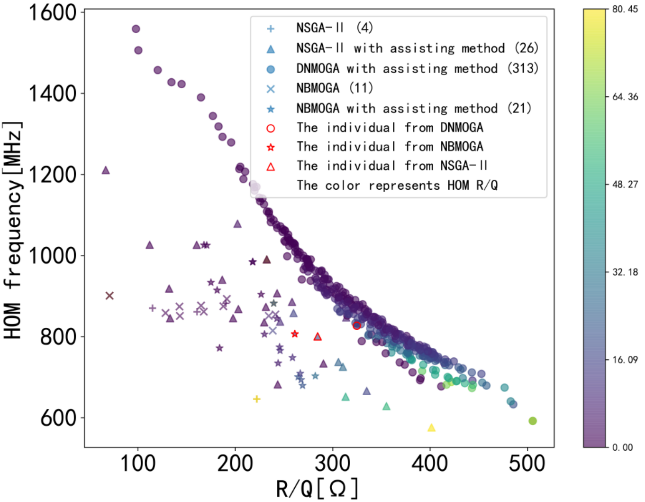 NSGA-Ⅱ (4)
NSGA-Ⅱ with assisting method (26)
DNMOGA with assisting method (313)
NBMOGA (11)
NBMOGA with assisting method (21)
The individual from DNMOGA
The individual from NBMOGA
The individual from NSGA-Ⅱ
The color represents HOM R/Q
HOM frequency[MHz]
1600
1400
1200
1000
800
600
100
200
300
400
500
R/Q[Ω]
80.45
64.36
48.27
32.18
16.09
0.00